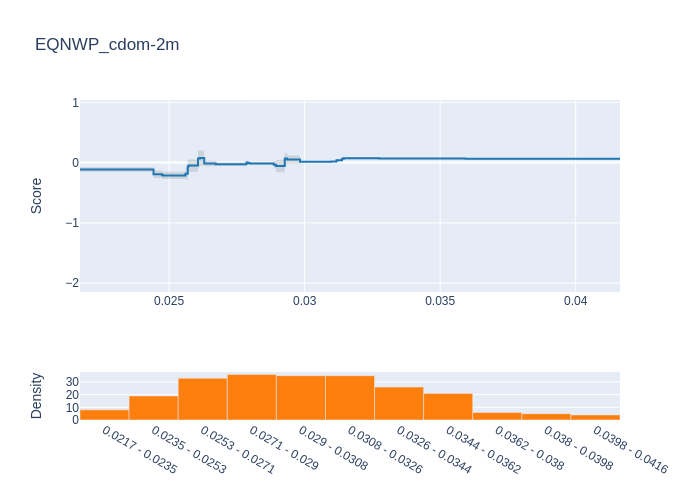 EQNWP_cdom-2m
Score
1
0
−1
−2
0.025
0.03
0.035
0.04
Density
30
20
10
0
0.0217 - 0.0235
0.0235 - 0.0253
0.0253 - 0.0271
0.0271 - 0.029
0.029 - 0.0308
0.0308 - 0.0326
0.0326 - 0.0344
0.0344 - 0.0362
0.0362 - 0.038
0.038 - 0.0398
0.0398 - 0.0416